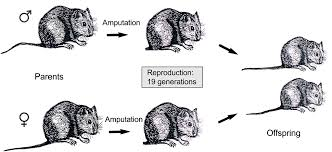 ♂
Amputation
Parents
Reproduction:
19 generations
♀
Amputation
Offspring